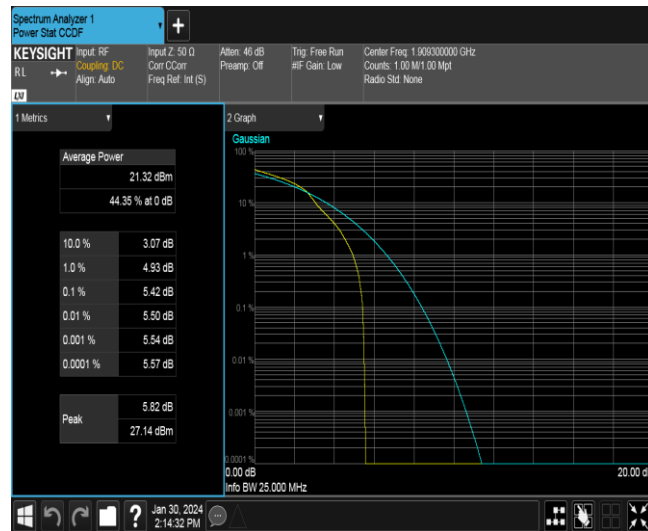 Spectrum Analyzer 1
Power Stat CCDF
KEYSIGHT
RL
LXI
Input: RF
Coupling: DC
Align: Auto
Input Z: 50 Ω
Corr CCorr
Freq Ref: Int (S)
Atten: 46 dB
Preamp: Off
Trig: Free Run
#IF Gain: Low
Center Freq: 1.909300000 GHz
Counts: 1.00 M/1.00 Mpt
Radio Std: None
1 Metrics
Average Power
21.32 dBm
44.35 % at 0 dB
10.0 % 3.07 dB
1.0 % 4.93 dB
0.1 % 5.42 dB
0.01 % 5.50 dB
0.001 % 5.54 dB
0.0001 % 5.57 dB
Peak
5.82 dB
27.14 dBm
2 Graph
Gaussian
100 %
10 %
1 %
0.1 %
0.01 %
0.001 %
0.0001 %
0.00 dB
20.00 d
Info BW 25.000 MHz
Jan 30, 2024
2:14:32 PM